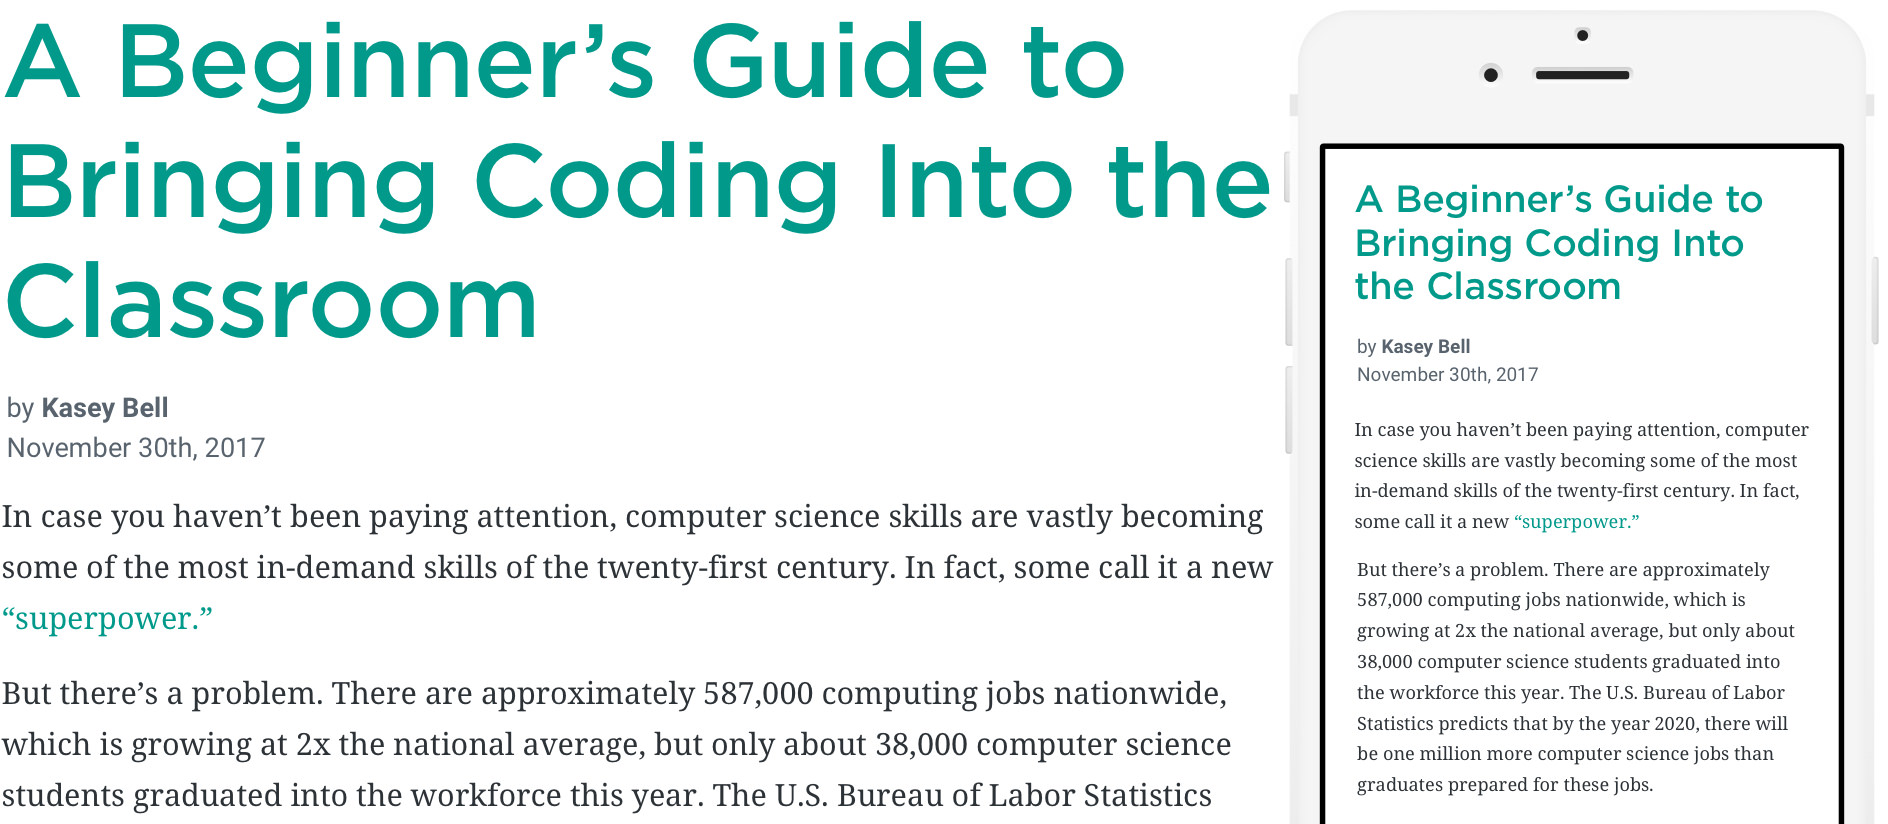 A Beginner’s Guide to
Bringing Coding Into the
Classroom
by Kasey Bell
November 30th, 2017
In case you haven’t been paying attention, computer science skills are vastly becoming
some of the most in-demand skills of the twenty-first century. In fact, some call it a new
“superpower.”
But there’s a problem. There are approximately 587,000 computing jobs nationwide,
which is growing at 2x the national average, but only about 38,000 computer science
students graduated into the workforce this year. The U.S. Bureau of Labor Statistics
A Beginner’s Guide to
Bringing Coding Into
the Classroom
by Kasey Bell
November 30th, 2017
In case you haven’t been paying attention, computer
science skills are vastly becoming some of the most
in-demand skills of the twenty-first century. In fact,
some call it a new “superpower.”
But there’s a problem. There are approximately
587,000 computing jobs nationwide, which is
growing at 2x the national average, but only about
38,000 computer science students graduated into
the workforce this year. The U.S. Bureau of Labor
Statistics predicts that by the year 2020, there will
be one million more computer science jobs than
graduates prepared for these jobs.